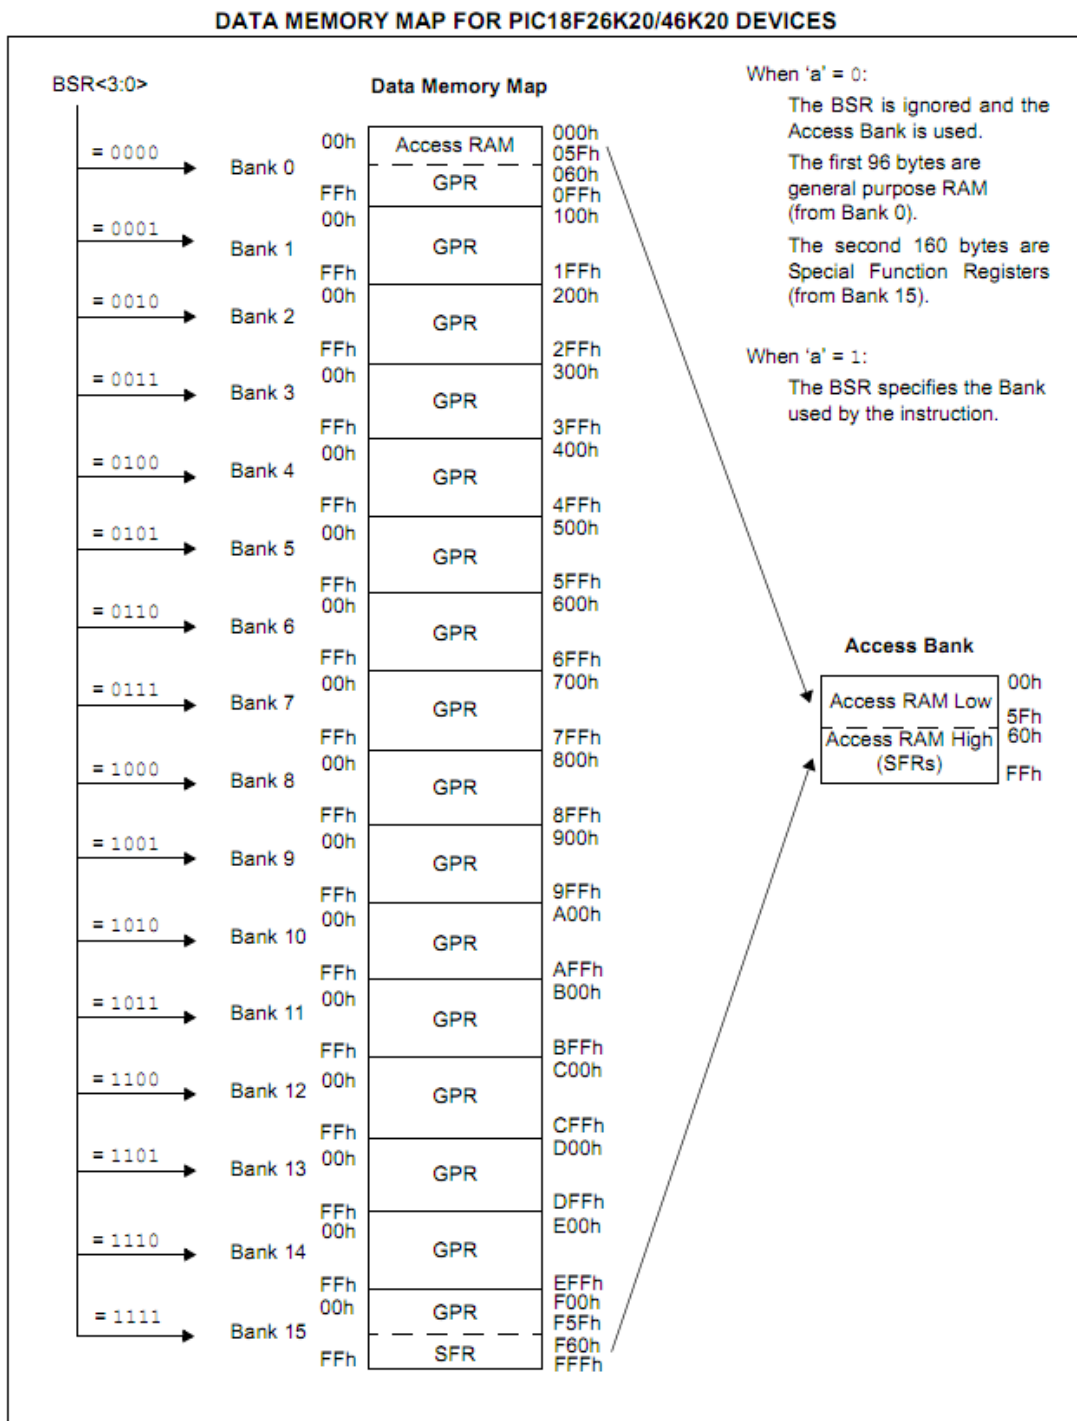 DATA MEMORY MAP FOR PIC18F26K20/46K20 DEVICES
BSR<3:0>
Data Memory Map
When 'a' = 0:
The BSR is ignored and the
Access Bank is used.
The first 96 bytes are
general purpose RAM
(from Bank 0).
The second 160 bytes are
Special Function Registers
(from Bank 15).
When 'a' = 1:
The BSR specifies the Bank
used by the instruction.
= 0000
Bank 0
00h
Access RAM
000h
05Fh
GPR
060h
FFh
0FFh
= 0001
Bank 1
00h
100h
GPR
FFh
1FFh
= 0010
Bank 2
00h
200h
GPR
FFh
2FFh
= 0011
Bank 3
00h
300h
GPR
FFh
3FFh
= 0100
Bank 4
00h
400h
GPR
FFh
4FFh
= 0101
Bank 5
00h
500h
GPR
FFh
5FFh
= 0110
Bank 6
00h
600h
GPR
FFh
6FFh
= 0111
Bank 7
00h
700h
GPR
FFh
7FFh
= 1000
Bank 8
00h
800h
GPR
FFh
8FFh
= 1001
Bank 9
00h
900h
GPR
FFh
9FFh
= 1010
Bank 10
00h
A00h
GPR
FFh
AFFh
= 1011
Bank 11
00h
B00h
GPR
FFh
BFFh
= 1100
Bank 12
00h
C00h
GPR
FFh
CFFh
= 1101
Bank 13
00h
D00h
GPR
FFh
DFFh
= 1110
Bank 14
00h
E00h
GPR
FFh
EFFh
= 1111
Bank 15
00h
F00h
GPR
F5Fh
F60h
SFR
FFh
FFFh
Access Bank
Access RAM Low
00h
5Fh
Access RAM High
60h
(SFRs)
FFh